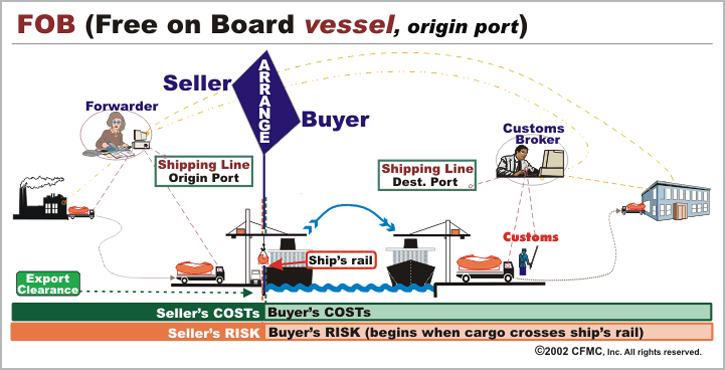 FOB (Free on Board vessel, origin port)
Seller
ARRANGE
Buyer
Forwarder
Customs
Broker
Shipping Line
Origin Port
Shipping Line
Dest. Port
Customs
Ship's rail
Export
Clearance
Seller's COSTs Buyer's COSTs
Seller's RISK Buyer's RISK (begins when cargo crosses ship's rail)
©2002 CFMC, Inc. All rights reserved.